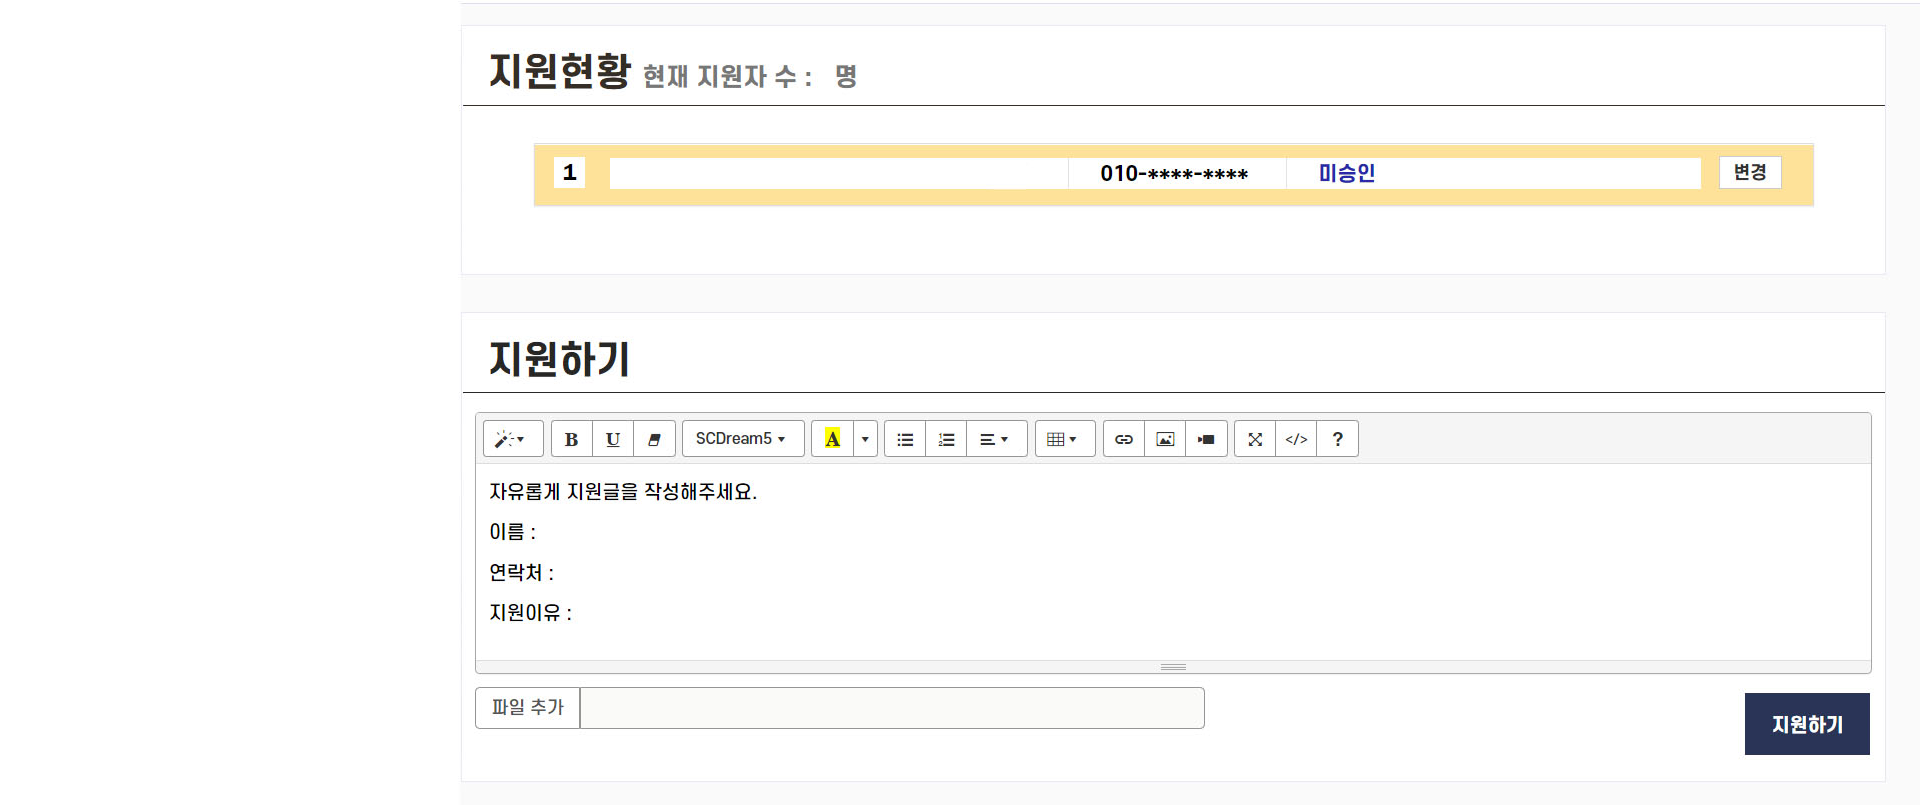 지원현황 현재 지원자 수 : 명
1 010-****-**** 미승인 변경
지원하기
B U SCDream5 A </> ?
자유롭게 지원글을 작성해주세요.
이름 :
연락처 :
지원이유 :
파일 추가
지원하기